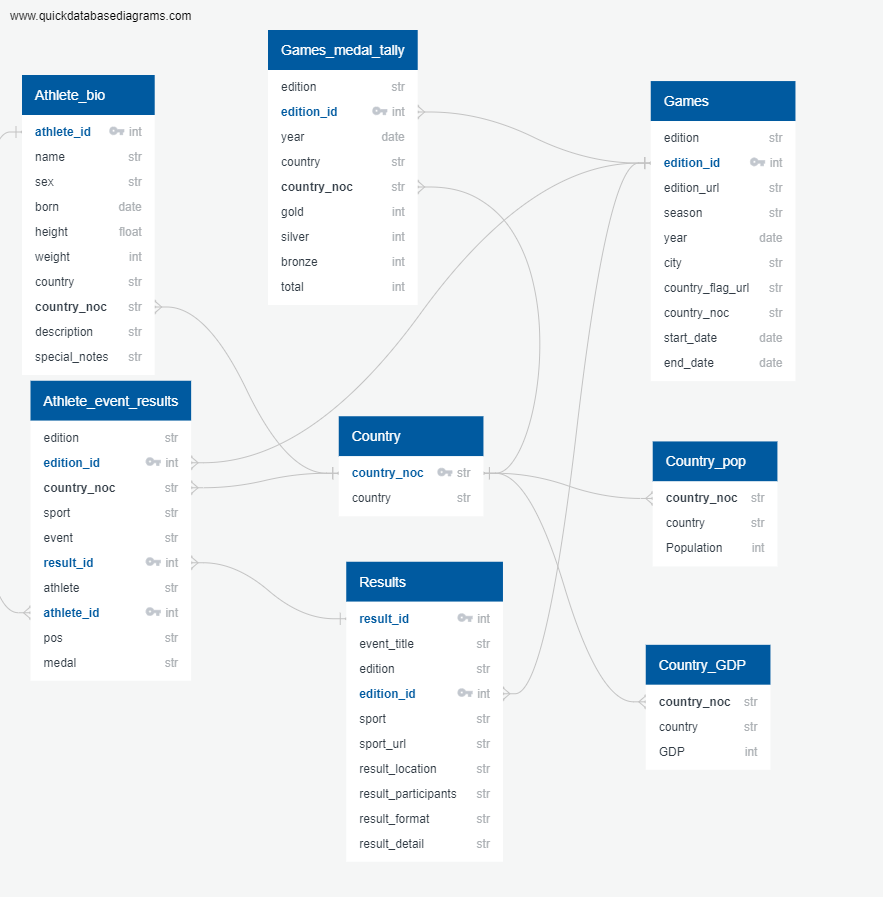 www.quickdatabasediagrams.com
Athlete_bio
athlete_id int
name str
sex str
born date
height float
weight int
country str
country_noc str
description str
special_notes str
Games_medal_tally
edition str
edition_id int
year date
country str
country_noc str
gold int
silver int
bronze int
total int
Games
edition str
edition_id int
edition_url str
season str
year date
city str
country_flag_url str
country_noc str
start_date date
end_date date
Athlete_event_results
edition str
edition_id int
country_noc str
sport str
event str
result_id int
athlete str
athlete_id int
pos str
medal str
Country
country_noc str
country str
Country_pop
country_noc str
country str
Population int
Results
result_id int
event_title str
edition str
edition_id int
sport str
sport_url str
result_location str
result_participants str
result_format str
result_detail str
Country_GDP
country_noc str
country str
GDP int